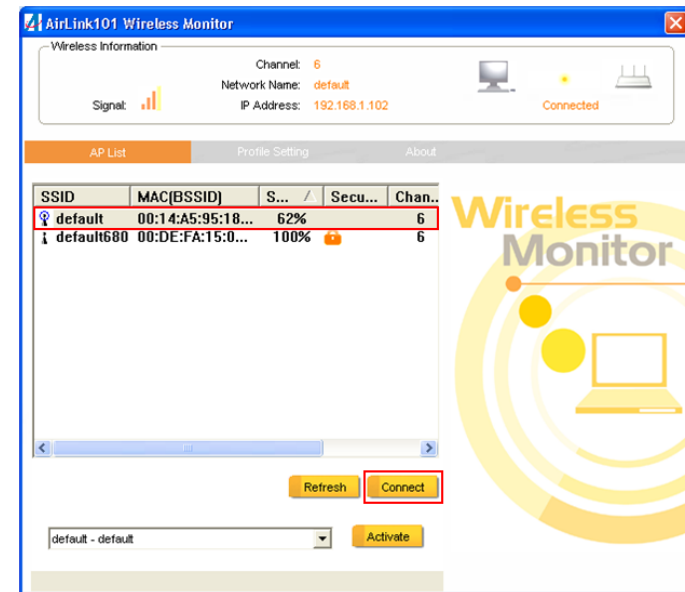 AirLink101 Wireless Monitor
Wireless Information
Channel: 6
Network Name: default
Signal: IP Address: 192.168.1.102
Connected
AP List Profile Setting About
SSID MAC(BSSID) S... Secu... Chan..
default 00:14:A5:95:18... 62% 6
default680 00:DE:FA:15:0... 100% 6
Wireless
Monitor
Refresh Connect
default - default Activate